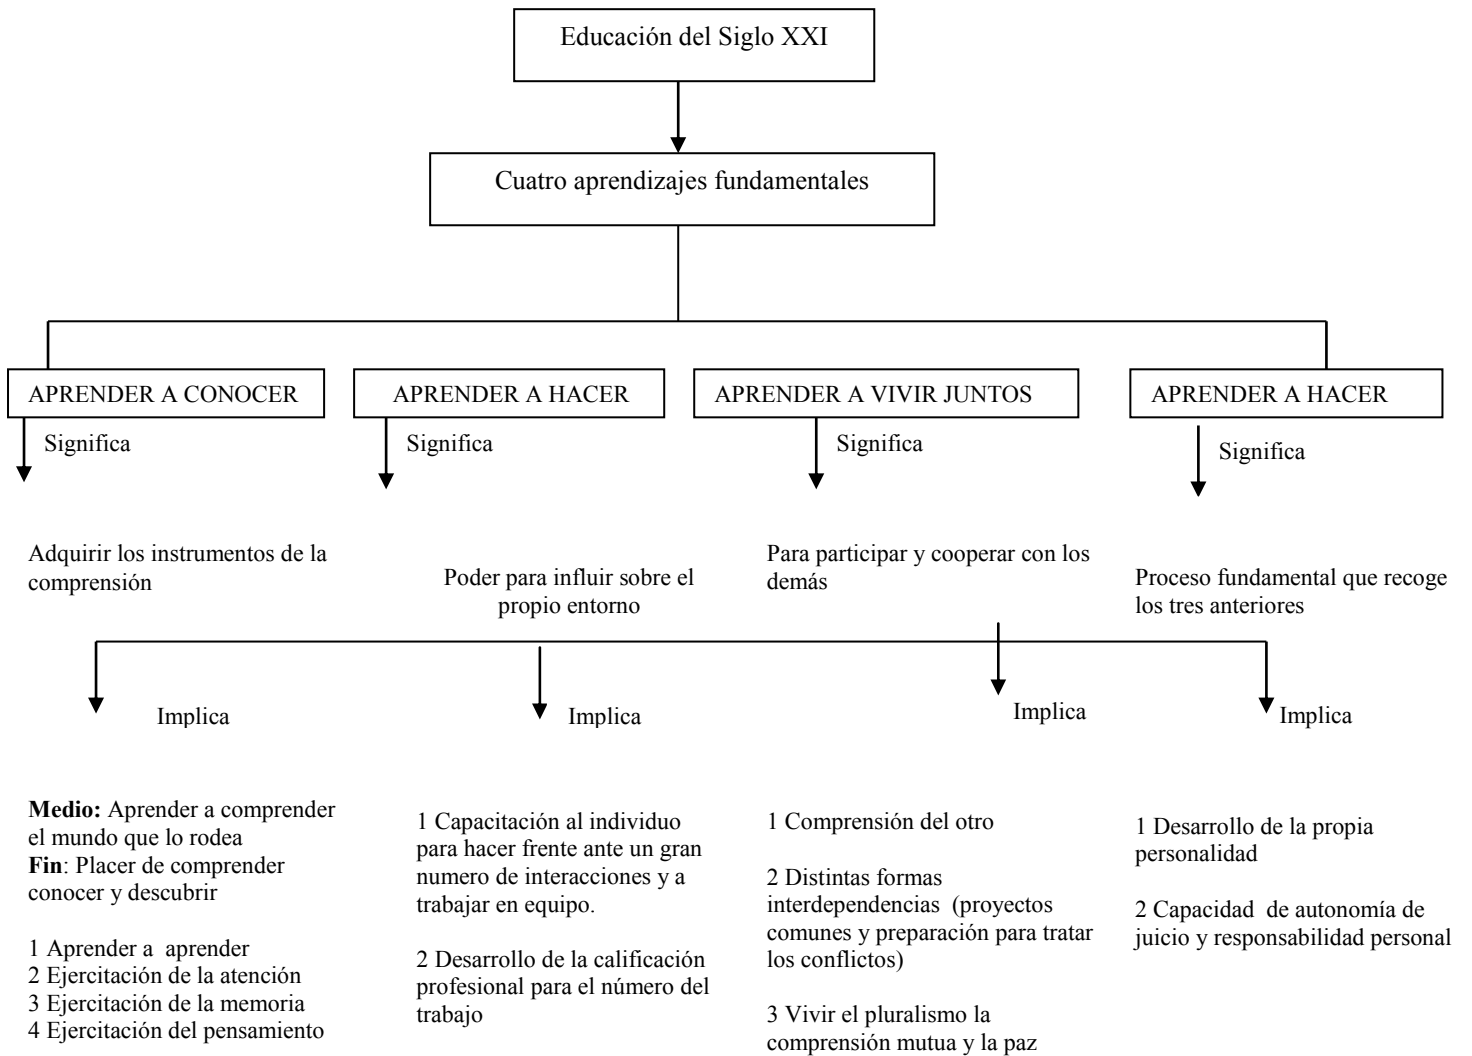 Educación del Siglo XXI
Cuatro aprendizajes fundamentales
APRENDER A CONOCER
APRENDER A HACER
APRENDER A VIVIR JUNTOS
APRENDER A HACER
Significa
Significa
Significa
Significa
Adquirir los instrumentos de la
comprensión
Poder para influir sobre el
propio entorno
Para participar y cooperar con los
demás
Proceso fundamental que recoge
los tres anteriores
Implica
Implica
Implica
Implica
Medio: Aprender a comprender
el mundo que lo rodea
Fin: Placer de comprender
conocer y descubrir
1 Aprender a aprender
2 Ejercitación de la atención
3 Ejercitación de la memoria
4 Ejercitación del pensamiento
1 Capacitación al individuo
para hacer frente ante un gran
numero de interacciones y a
trabajar en equipo.
2 Desarrollo de la calificación
profesional para el número del
trabajo
1 Comprensión del otro
2 Distintas formas
interdependencias (proyectos
comunes y preparación para tratar
los conflictos)
3 Vivir el pluralismo la
comprensión mutua y la paz
1 Desarrollo de la propia
personalidad
2 Capacidad de autonomía de
juicio y responsabilidad personal